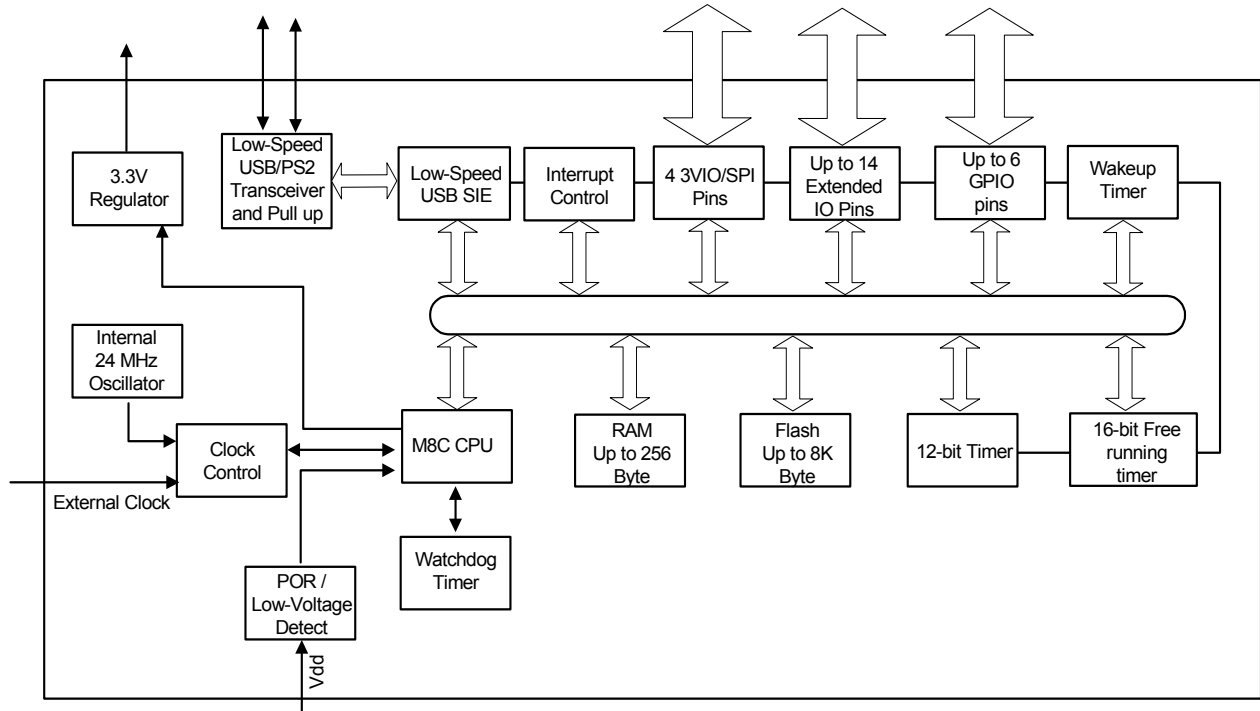 3.3V
Regulator
Low-Speed
USB/PS2
Transceiver
and Pull up
Low-Speed
USB SIE
Interrupt
Control
4 3VIO/SPI
Pins
Up to 14
Extended
IO Pins
Up to 6
GPIO
pins
Wakeup
Timer
Internal
24 MHz
Oscillator
Clock
Control
External Clock
M8C CPU
RAM
Up to 256
Byte
Flash
Up to 8K
Byte
12-bit Timer
16-bit Free
running
timer
Watchdog
Timer
POR /
Low-Voltage
Detect
Vdd